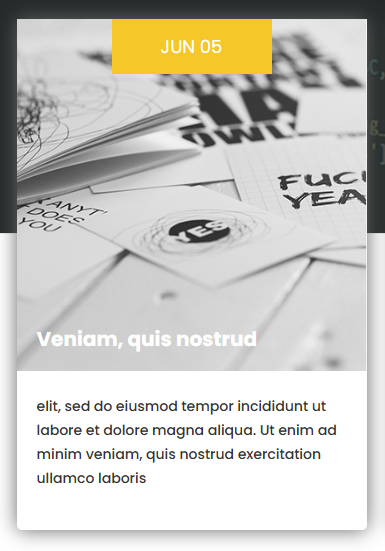 JUN 05
YES
FUC
YEA
X ANYT
DOES
YOU
Veniam, quis nostrud
elit, sed do eiusmod tempor incididunt ut
labore et dolore magna aliqua. Ut enim ad
minim veniam, quis nostrud exercitation
ullamco laboris